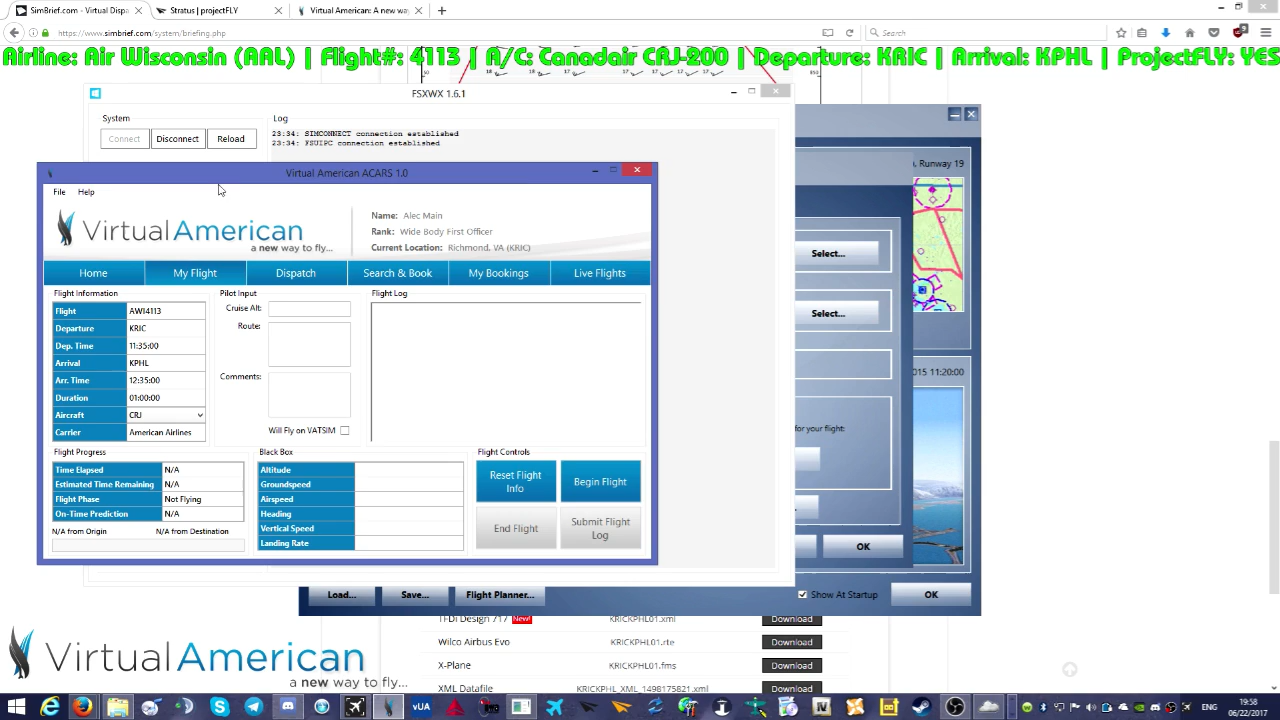 SimBrief.com - Virtual Dispa
Stratus | projectFLY
Virtual American: A new wa
https://www.simbrief.com/system/briefing.php
Search
Airline: Air Wisconsin (AAL) | Flight#: 4113 | A/C: Canadair CRJ-200 | Departure: KRIC | Arrival: KPHL | ProjectFLY: YES
FSXWX 1.6.1
System
Log
Connect
Disconnect
Reload
23:34: SIMCONNECT connection established
23:34: FSUIPC connection established
, Runway 19
Virtual American ACARS 1.0
File
Help
VirtualAmerican
a new way to fly...
Name: Alec Main
Rank: Wide Body First Officer
Current Location: Richmond, VA (KRIC)
Home
My Flight
Dispatch
Search & Book
My Bookings
Live Flights
Select...
Select...
Flight Information
Flight AWI4113
Departure KRIC
Dep. Time 11:35:00
Arrival KPHL
Arr. Time 12:35:00
Duration 01:00:00
Aircraft CRJ
Carrier American Airlines
Pilot Input
Cruise Alt:
Route:
Comments:
Will Fly on VATSIM
Flight Log
2015 11:20:00
for your flight:
Flight Progress
Time Elapsed N/A
Estimated Time Remaining N/A
Flight Phase Not Flying
On-Time Prediction N/A
N/A from Origin
N/A from Destination
Black Box
Altitude
Groundspeed
Airspeed
Heading
Vertical Speed
Landing Rate
Flight Controls
Reset Flight
Info
Begin Flight
End Flight
Submit Flight
Log
OK
Load...
Save...
Flight Planner...
Show At Startup
OK
TFDi Design 717 New! KRICKPHL01.xml Download
Wilco Airbus Evo KRICKPHL01.rte Download
X-Plane KRICKPHL01.fms Download
XML Datafile KRICKPHL_XML_1498175821.xml Download
VirtualAmerican
a new way to fly...
vUA
IV
ENG
19:58
06/22/2017